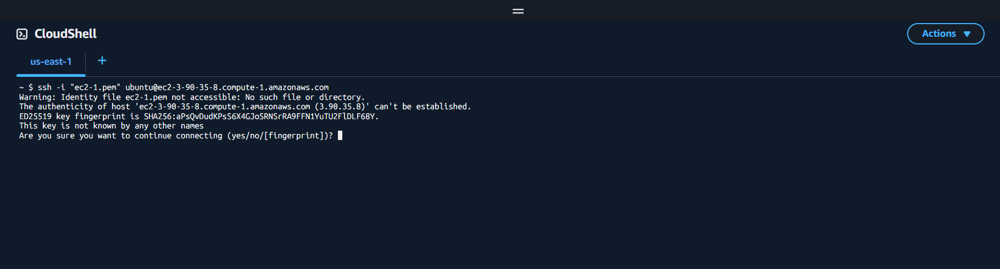 CloudShell
Actions
us-east-1
~ $ ssh -i "ec2-1.pem" ubuntu@ec2-3-90-35-8.compute-1.amazonaws.com
Warning: Identity file ec2-1.pem not accessible: No such file or directory.
The authenticity of host 'ec2-3-90-35-8.compute-1.amazonaws.com (3.90.35.8)' can't be established.
ED25519 key fingerprint is SHA256:aPsQvDudKPsS6X4GJoSRNSrRA9FFN1YuTU2FlDLF68Y.
This key is not known by any other names
Are you sure you want to continue connecting (yes/no/[fingerprint])?